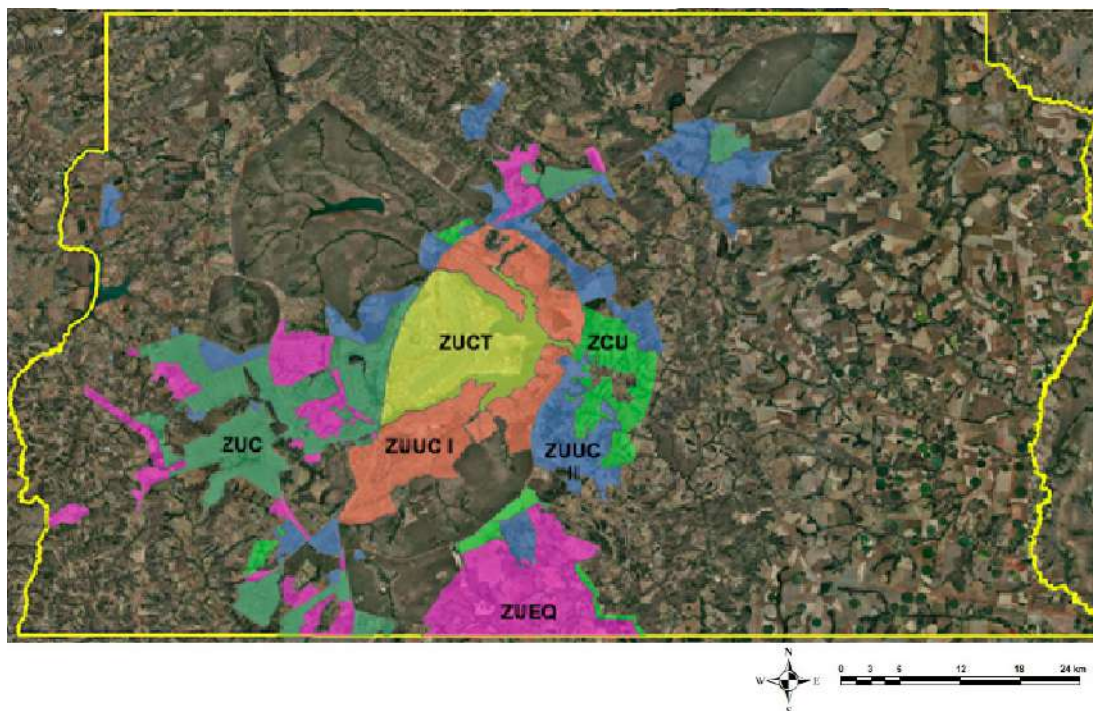 ZUCT
ZCU
ZUC
ZUUC I
ZUUC
II
ZUEQ
N
W
E
S
0 3 6 12 18 24 km